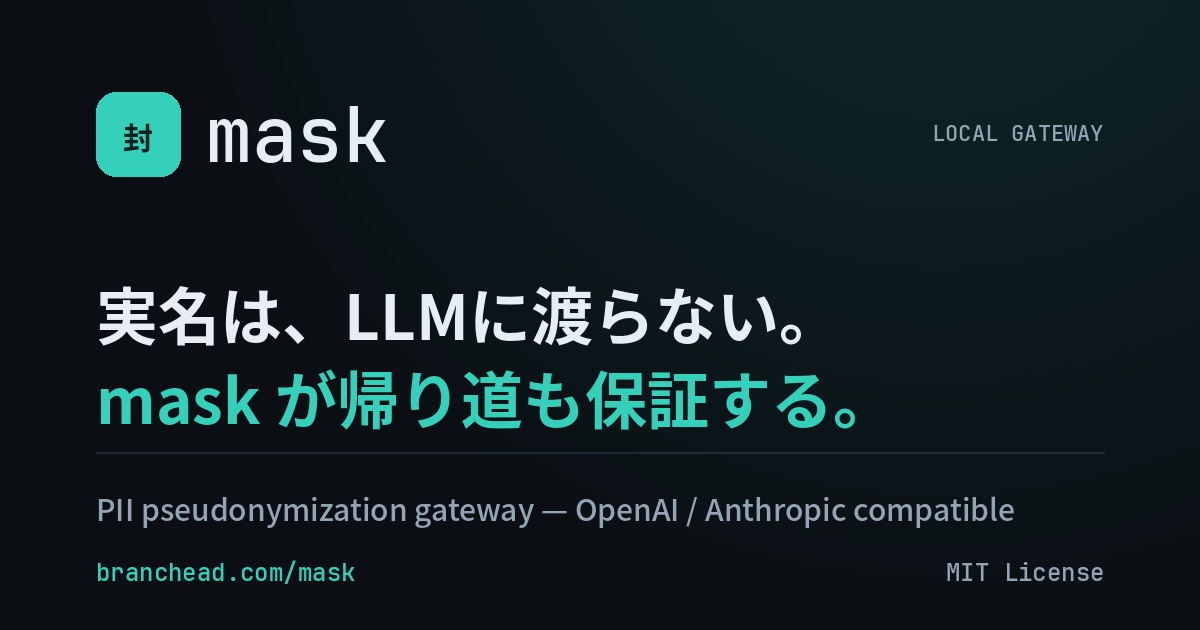 封 mask
LOCAL GATEWAY
実名は、LLMに渡らない。
mask が帰り道も保証する。
PII pseudonymization gateway — OpenAI / Anthropic compatible
branchead.com/mask
MIT License